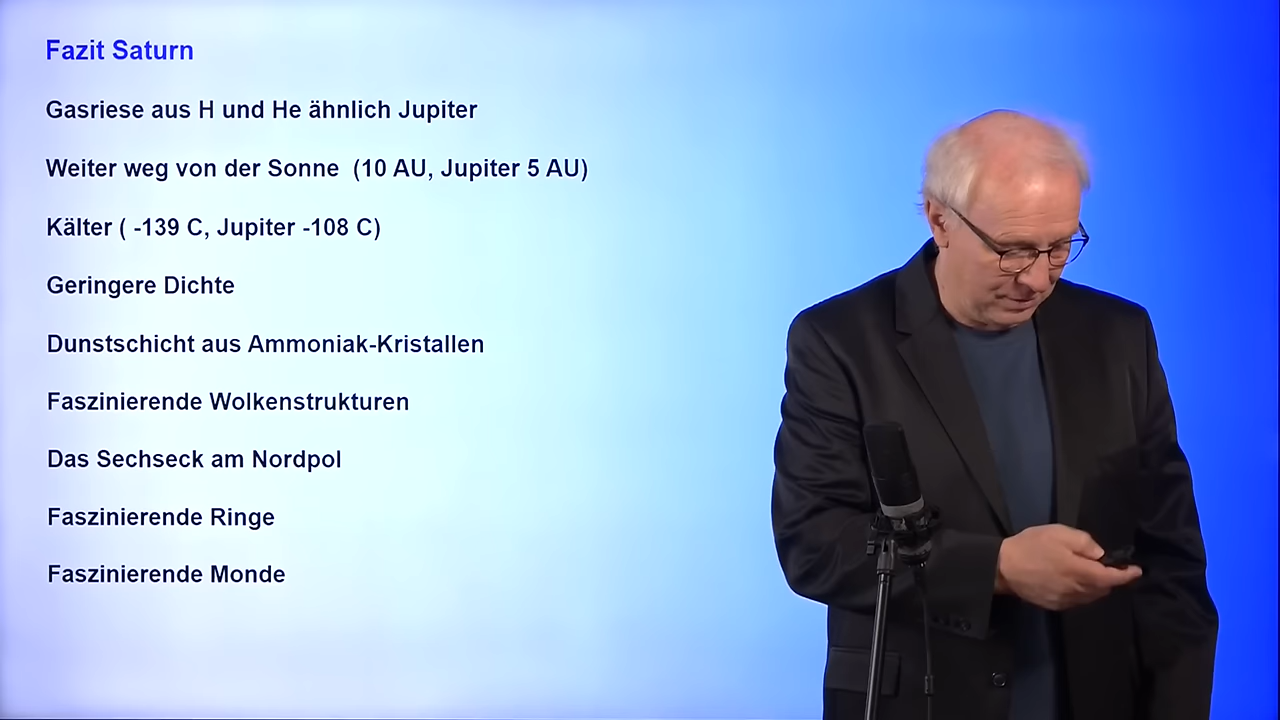 Fazit Saturn
Gasriese aus H und He ähnlich Jupiter
Weiter weg von der Sonne (10 AU, Jupiter 5 AU)
Kälter ( -139 C, Jupiter -108 C)
Geringere Dichte
Dunstschicht aus Ammoniak-Kristallen
Faszinierende Wolkenstrukturen
Das Sechseck am Nordpol
Faszinierende Ringe
Faszinierende Monde